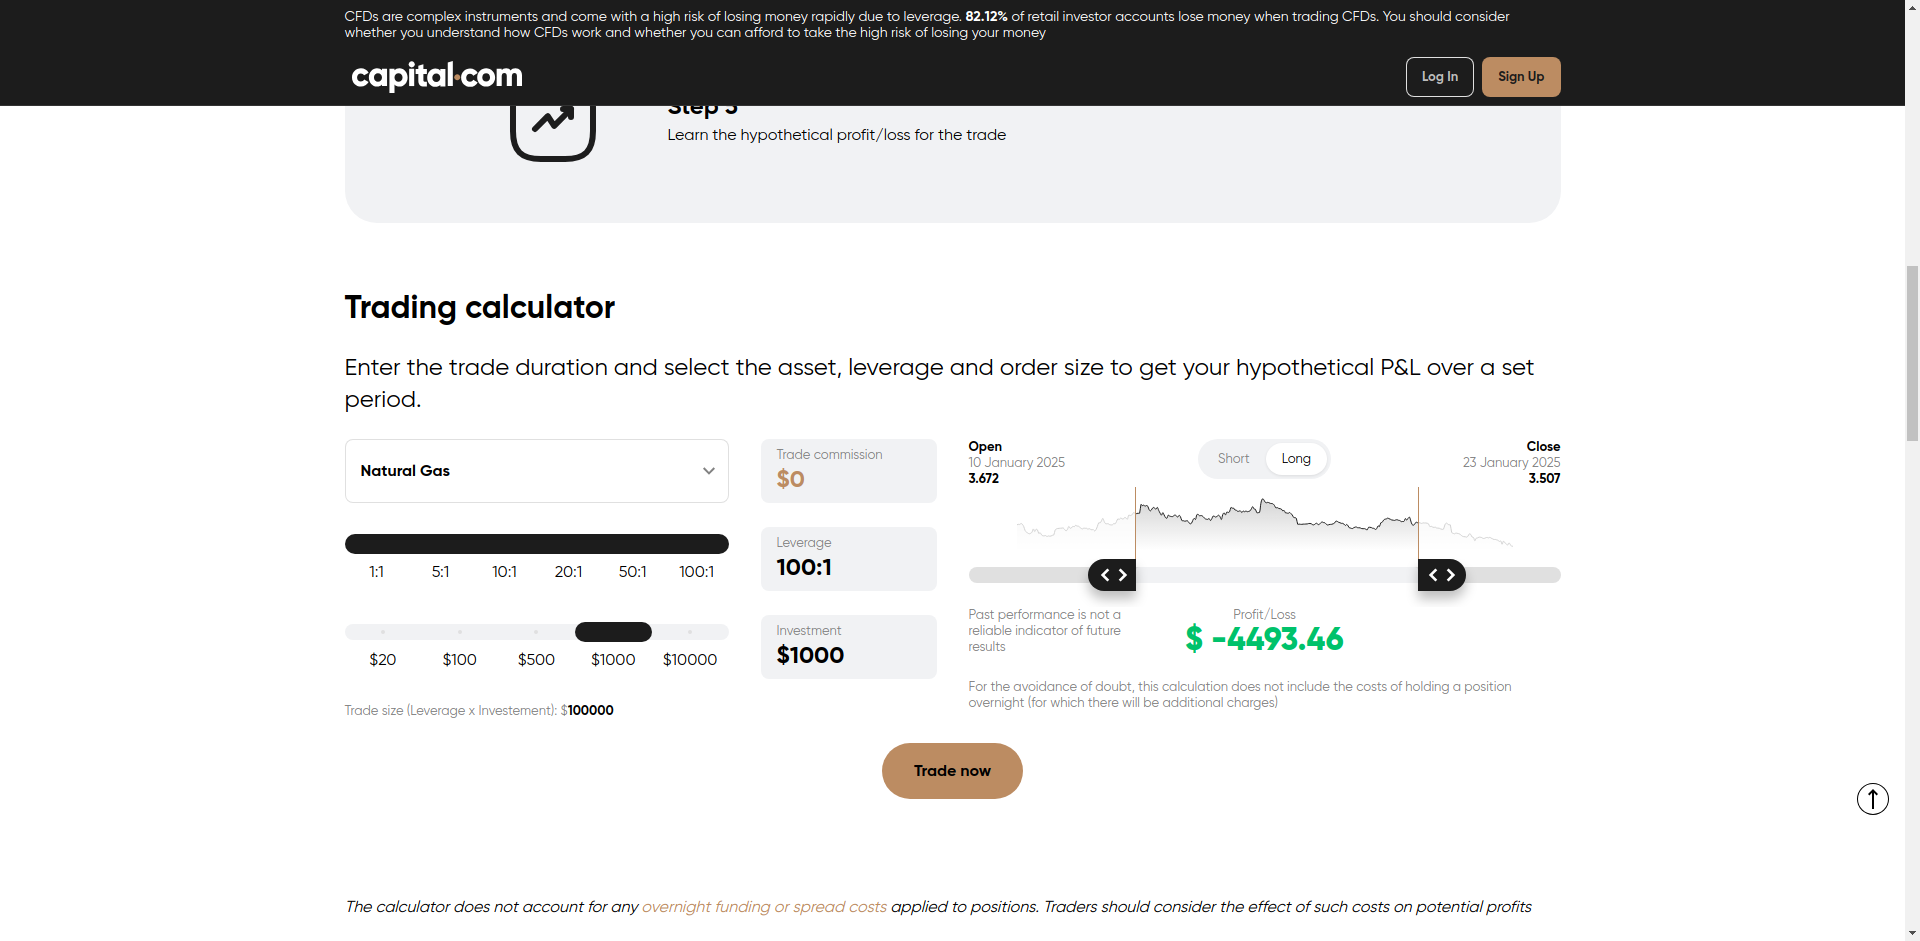 CFDs are complex instruments and come with a high risk of losing money rapidly due to leverage. 82.12% of retail investor accounts lose money when trading CFDs. You should consider
whether you understand how CFDs work and whether you can afford to take the high risk of losing your money
capital.com
Log In
Sign Up
Step 3
Learn the hypothetical profit/loss for the trade
Trading calculator
Enter the trade duration and select the asset, leverage and order size to get your hypothetical P&L over a set
period.
Natural Gas
1:1 5:1 10:1 20:1 50:1 100:1
$20 $100 $500 $1000 $10000
Trade size (Leverage x Investement): $100000
Trade commission
$0
Leverage
100:1
Investment
$1000
Open
10 January 2025
3.672
Short Long
Close
23 January 2025
3.507
Past performance is not a
reliable indicator of future
results
Profit/Loss
$ -4493.46
For the avoidance of doubt, this calculation does not include the costs of holding a position
overnight (for which there will be additional charges)
Trade now
The calculator does not account for any overnight funding or spread costs applied to positions. Traders should consider the effect of such costs on potential profits